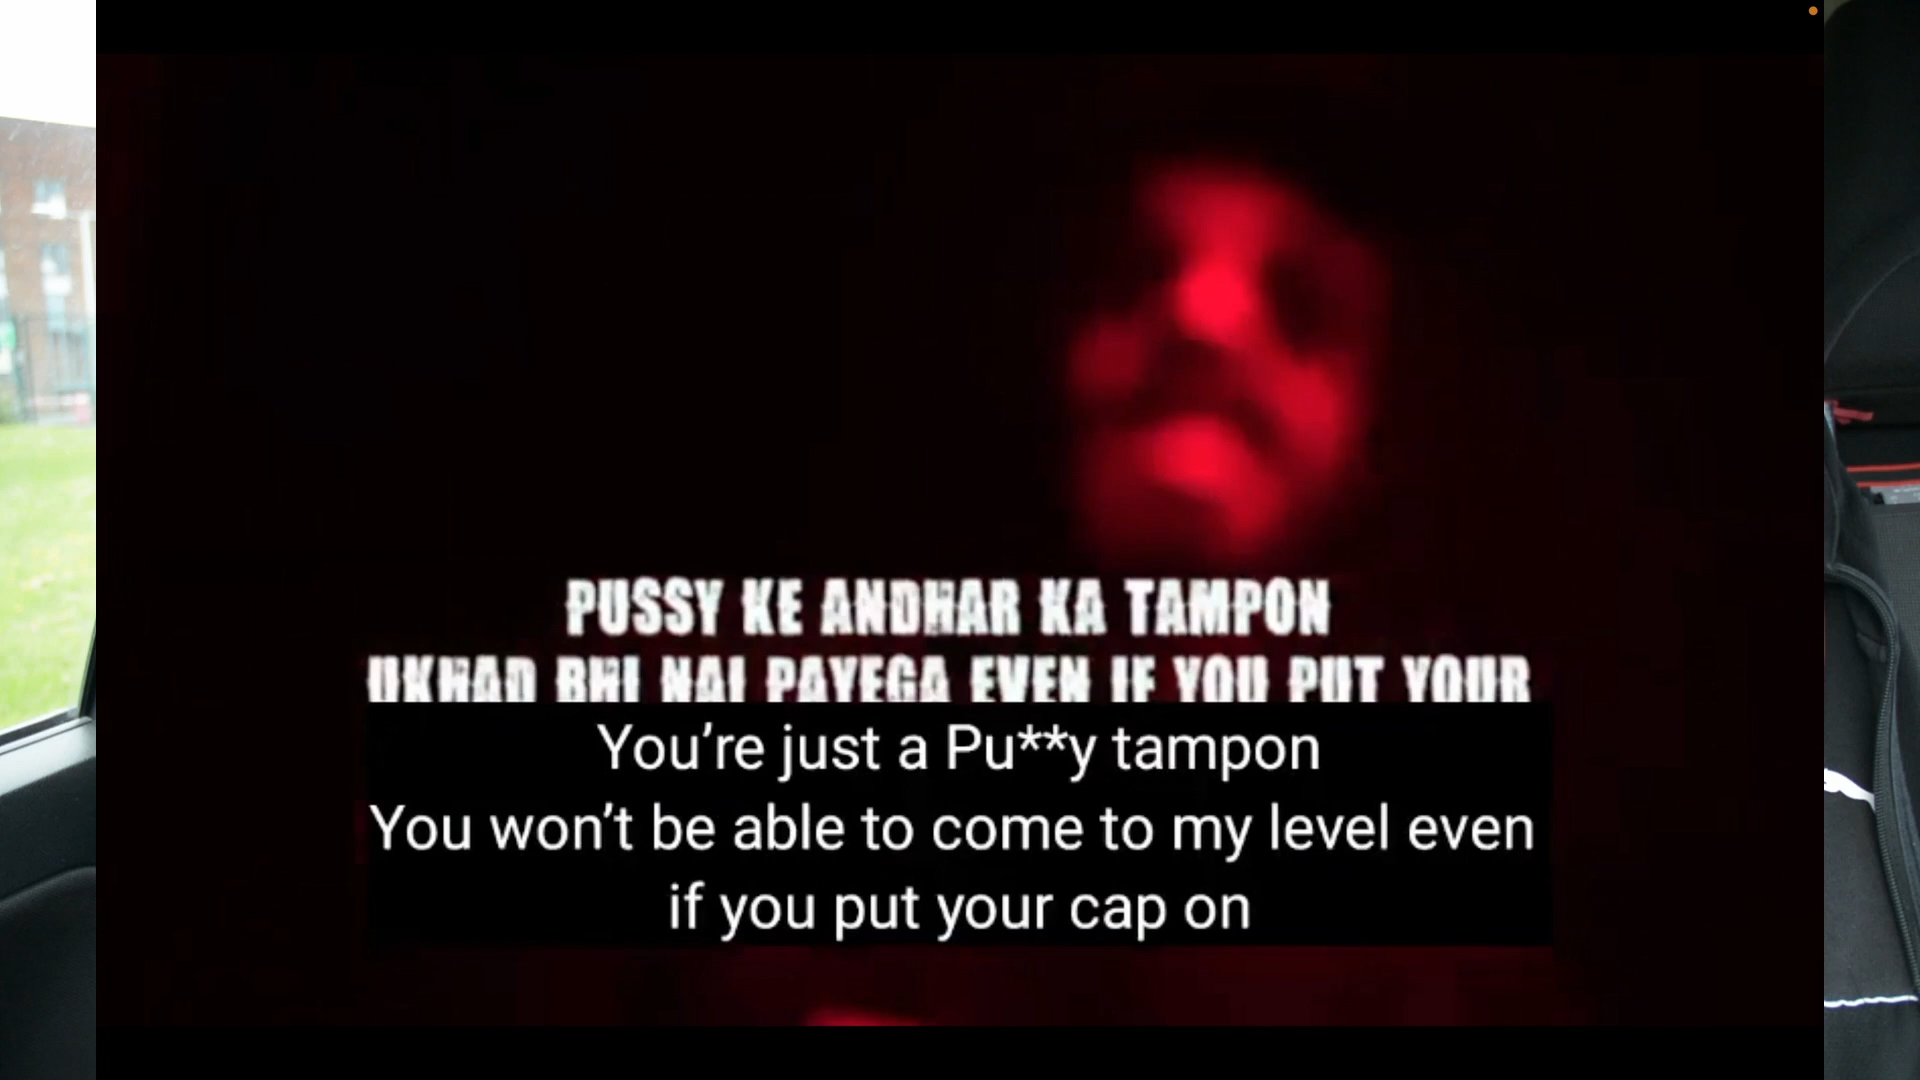 PUSSY KE ANDHAR KA TAMPON
UKHAD BHI NAI PAYEGA EVEN IF YOU PUT YOUR
You’re just a Pu**y tampon
You won’t be able to come to my level even
if you put your cap on